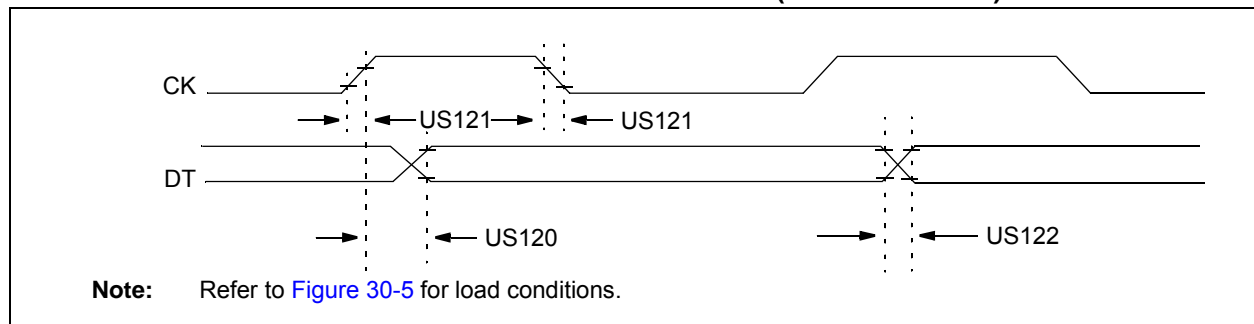 CK
US121 US121
DT
US120 US122
Note: Refer to Figure 30-5 for load conditions.